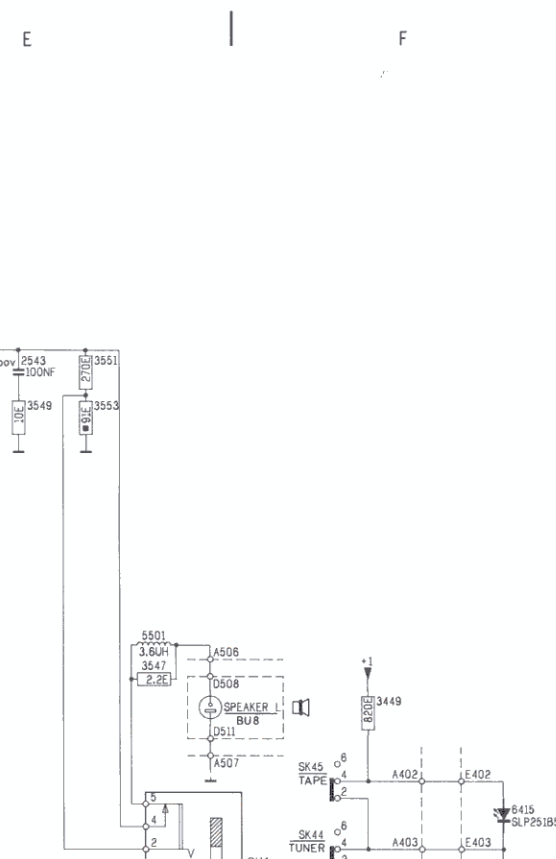 E
F
2543
100NF
270E
3551
10E
3549
91E
3553
5501
3.6UH
3547
2.2E
A506
D508
SPEAKER L
BU8
D511
A507
+1
820E
3449
SK45
TAPE
6
4
2
A402
E402
6415
SLP251B5
5
4
2
V
SK44
TUNER
6
4
A403
E403